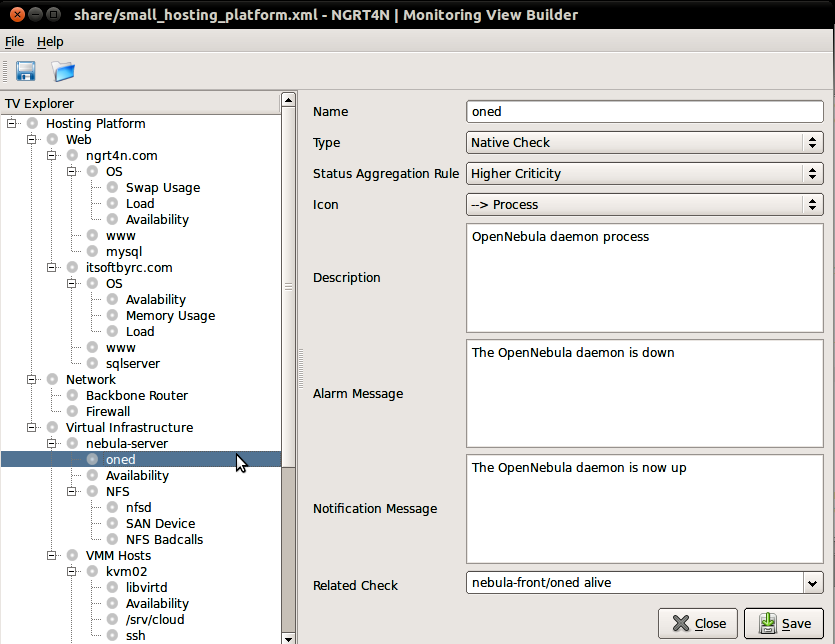 share/small_hosting_platform.xml - NGRT4N | Monitoring View Builder
File Help
TV Explorer
Hosting Platform
Web
ngrt4n.com
OS
Swap Usage
Load
Availability
www
mysql
itsoftbyrc.com
OS
Avalability
Memory Usage
Load
www
sqlserver
Network
Backbone Router
Firewall
Virtual Infrastructure
nebula-server
oned
Availability
NFS
nfsd
SAN Device
NFS Badcalls
VMM Hosts
kvm02
libvirtd
Availability
/srv/cloud
ssh
Name oned
Type Native Check
Status Aggregation Rule Higher Criticity
Icon --> Process
Description OpenNebula daemon process
Alarm Message The OpenNebula daemon is down
Notification Message The OpenNebula daemon is now up
Related Check nebula-front/oned alive
Close Save